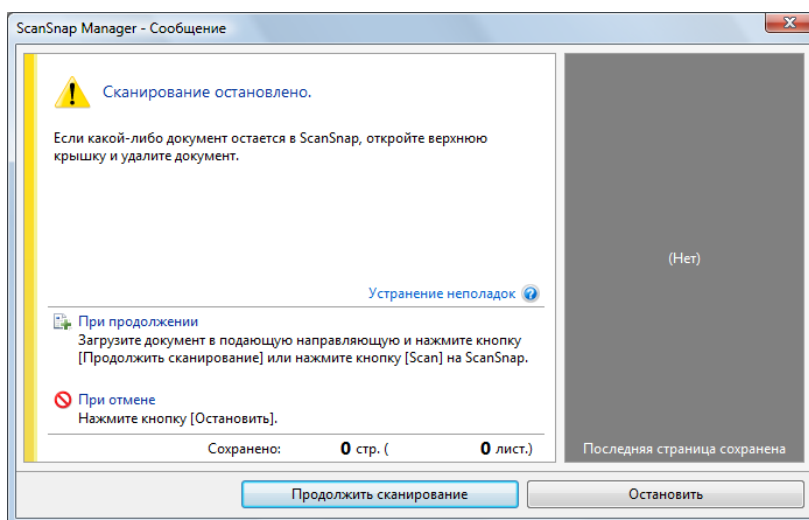 ScanSnap Manager - Сообщение
Сканирование остановлено.
Если какой-либо документ остается в ScanSnap, откройте верхнюю
крышку и удалите документ.
(Нет)
Устранение неполадок ?
При продолжении
Загрузите документ в подающую направляющую и нажмите кнопку
[Продолжить сканирование] или нажмите кнопку [Scan] на ScanSnap.
При отмене
Нажмите кнопку [Остановить].
Сохранено: 0 стр. ( 0 лист.)
Последняя страница сохранена
Продолжить сканирование
Остановить